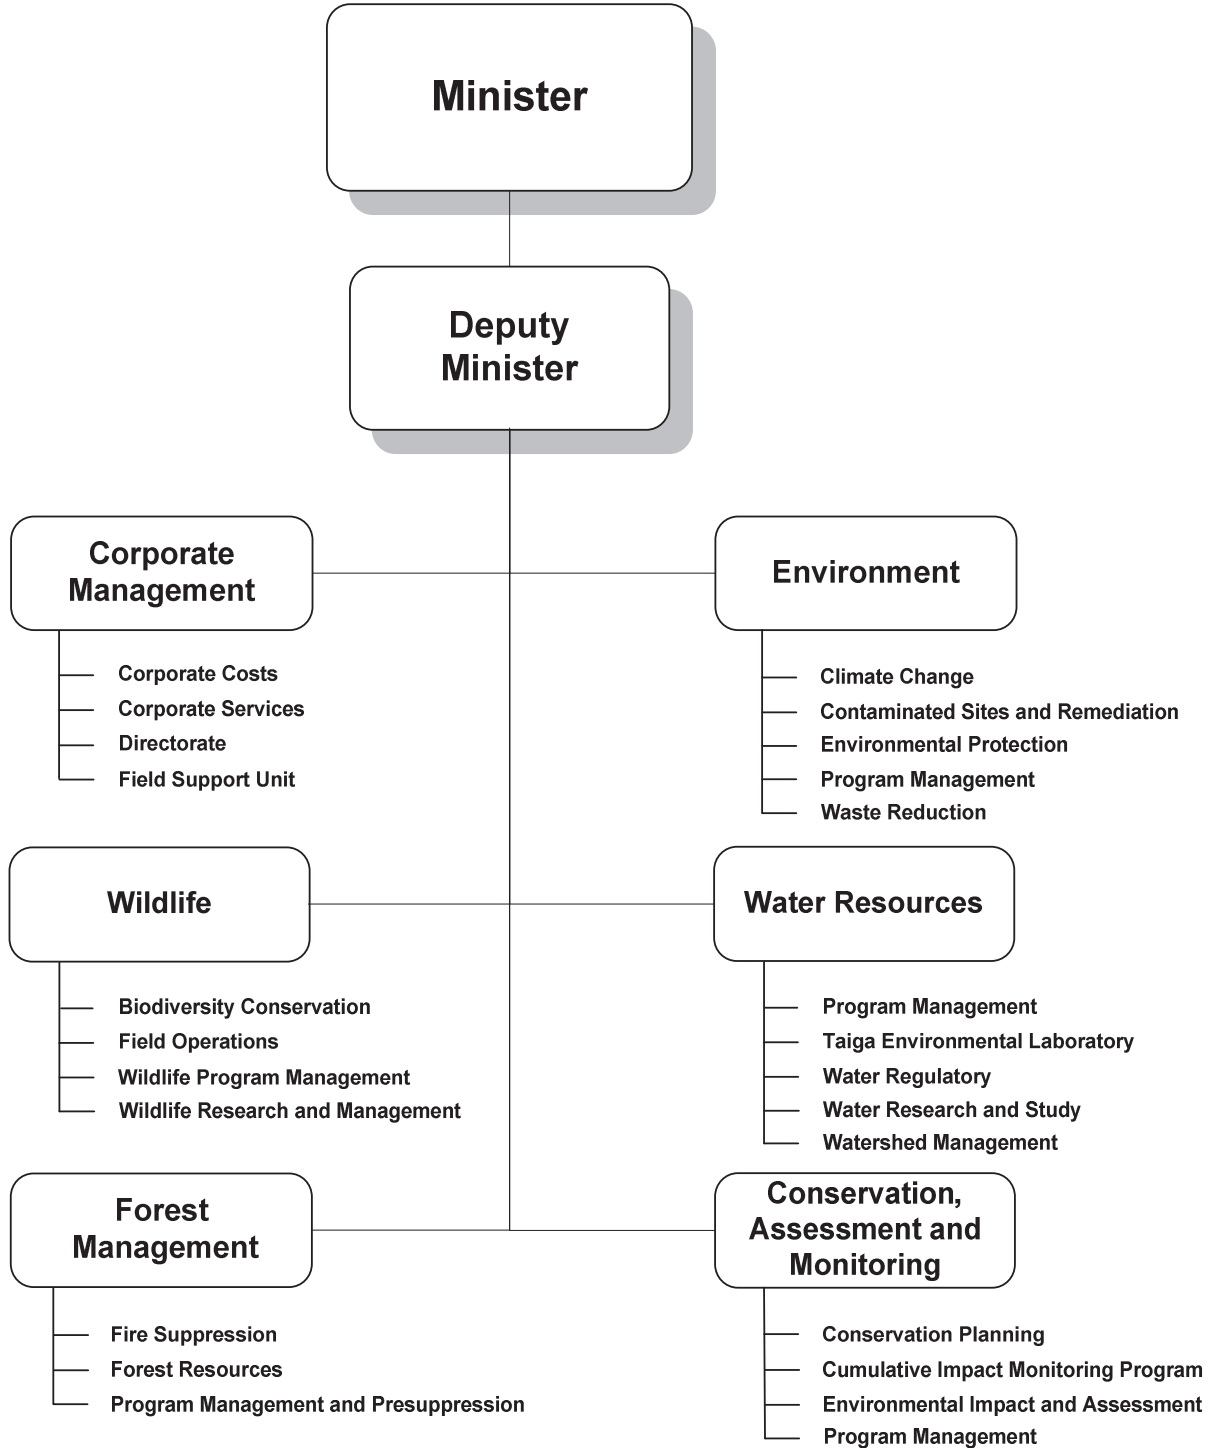 Minister
Deputy
Minister
Corporate
Management
Corporate Costs
Corporate Services
Directorate
Field Support Unit
Environment
Climate Change
Contaminated Sites and Remediation
Environmental Protection
Program Management
Waste Reduction
Wildlife
Biodiversity Conservation
Field Operations
Wildlife Program Management
Wildlife Research and Management
Water Resources
Program Management
Taiga Environmental Laboratory
Water Regulatory
Water Research and Study
Watershed Management
Forest
Management
Fire Suppression
Forest Resources
Program Management and Presuppression
Conservation,
Assessment and
Monitoring
Conservation Planning
Cumulative Impact Monitoring Program
Environmental Impact and Assessment
Program Management